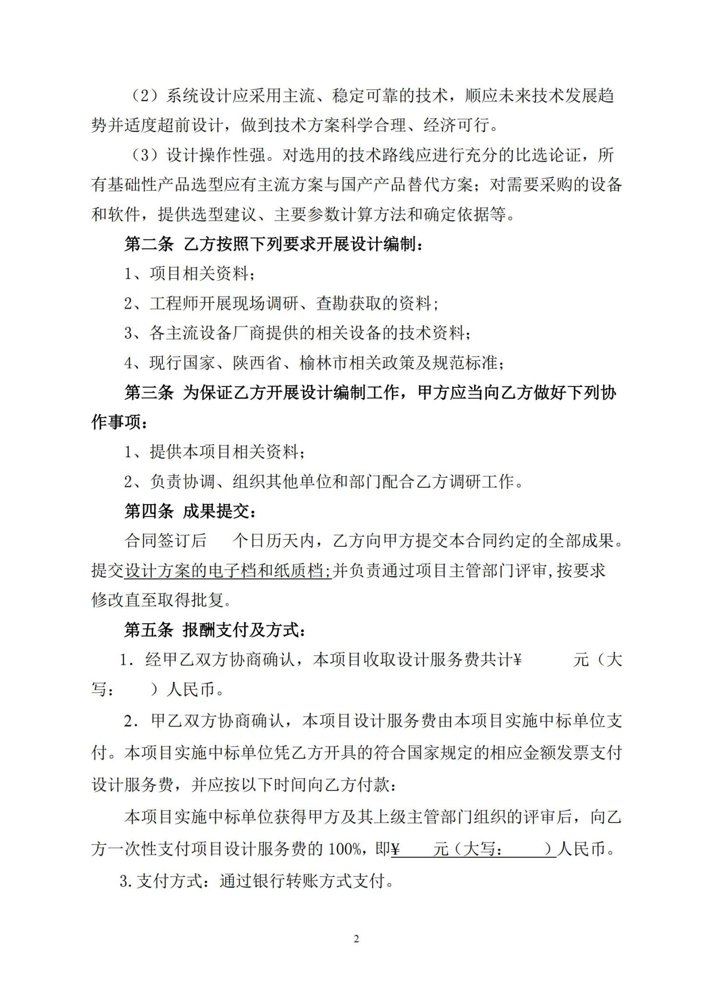 （2）系统设计应采用主流、稳定可靠的技术，顺应未来技术发展趋
势并适度超前设计，做到技术方案科学合理、经济可行。
（3）设计操作性强。对选用的技术路线应进行充分的比选论证，所
有基础性产品选型应有主流方案与国产产品替代方案；对需要采购的设备
和软件，提供选型建议、主要参数计算方法和确定依据等。
第二条 乙方按照下列要求开展设计编制：
1、项目相关资料；
2、工程师开展现场调研、查勘获取的资料；
3、各主流设备厂商提供的相关设备的技术资料；
4、现行国家、陕西省、榆林市相关政策及规范标准；
第三条 为保证乙方开展设计编制工作，甲方应当向乙方做好下列协
作事项：
1、提供本项目相关资料；
2、负责协调、组织其他单位和部门配合乙方调研工作。
第四条 成果提交：
合同签订后   个日历天内，乙方向甲方提交本合同约定的全部成果。
提交设计方案的电子档和纸质档;并负责通过项目主管部门评审,按要求
修改直至取得批复。
第五条 报酬支付及方式：
1．经甲乙双方协商确认，本项目收取设计服务费共计¥      元（大
写：    ）人民币。
2．甲乙双方协商确认，本项目设计服务费由本项目实施中标单位支
付。本项目实施中标单位凭乙方开具的符合国家规定的相应金额发票支付
设计服务费，并应按以下时间向乙方付款：
本项目实施中标单位获得甲方及其上级主管部门组织的评审后，向乙
方一次性支付项目设计服务费的 100%，即¥    元（大写：     ）人民币。
3.支付方式：通过银行转账方式支付。
2